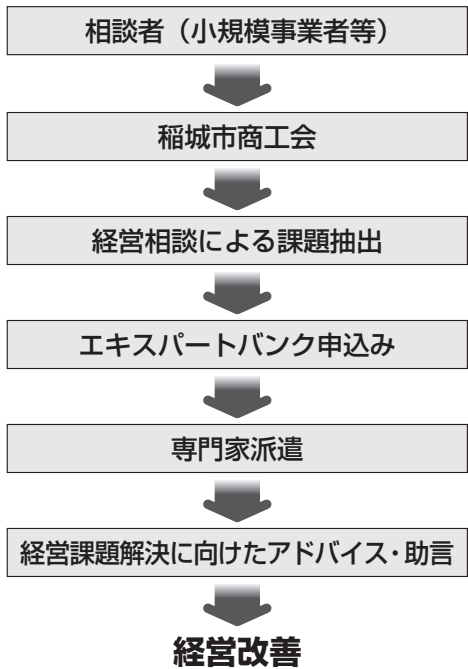 相談者（小規模事業者等）
稲城市商工会
経営相談による課題抽出
エキスパートバンク申込み
専門家派遣
経営課題解決に向けたアドバイス・助言
経営改善